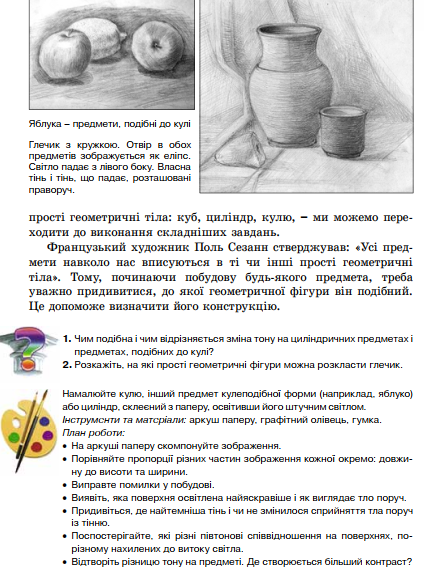 Яблука – предмети, подібні до кулі
Глечик з кружкою. Отвір в обох
предметів зображується як еліпс.
Світло падає з лівого боку. Власна
тінь і тінь, що падає, розташовані
праворуч.
прості геометричні тіла: куб, циліндр, кулю, – ми можемо пере-
ходити до виконання складніших завдань.
Французький художник Поль Сезанн стверджував: «Усі пред-
мети навколо нас вписуються в ті чи інші прості геометричні
тіла». Тому, починаючи побудову будь-якого предмета, треба
уважно придивитися, до якої геометричної фігури він подібний.
Це допоможе визначити його конструкцію.
1. Чим подібна і чим відрізняється зміна тону на циліндричних предметах і
предметах, подібних до кулі?
2. Розкажіть, на які прості геометричні фігури можна розкласти глечик.
Намалюйте кулю, інший предмет кулеподібної форми (наприклад, яблуко)
або циліндр, склеєний з паперу, освітивши його штучним світлом.
Інструменти та матеріали: аркуш паперу, графітний олівець, гумка.
План роботи:
• На аркуші паперу скомпонуйте зображення.
• Порівняйте пропорції різних частин зображення кожної окремо: довжи-
ну до висоти та ширини.
• Виправте помилки у побудові.
• Виявіть, яка поверхня освітлена найяскравіше і як виглядає тло поруч.
• Придивіться, де найтемніша тінь і чи не змінилося сприйняття тла поруч
із тінню.
• Поспостерігайте, які різні півтонові співвідношення на поверхнях, по-
різному нахилених до витоку світла.
• Відтворіть різницю тону на предметі. Де створюється більший контраст?